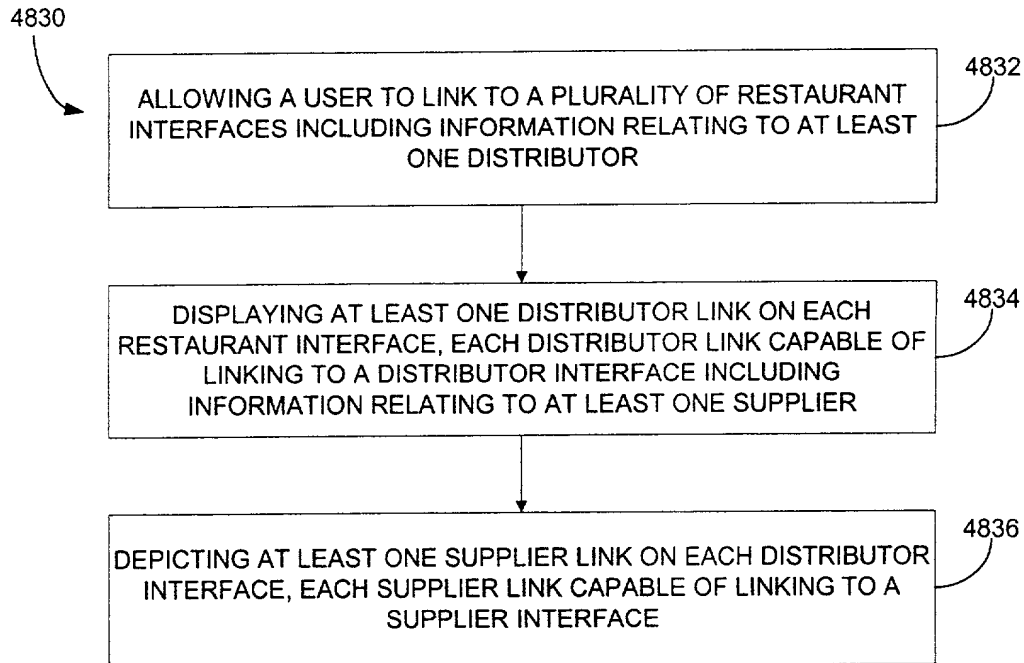 4830
4832
ALLOWING A USER TO LINK TO A PLURALITY OF RESTAURANT
INTERFACES INCLUDING INFORMATION RELATING TO AT LEAST
ONE DISTRIBUTOR
4834
DISPLAYING AT LEAST ONE DISTRIBUTOR LINK ON EACH
RESTAURANT INTERFACE, EACH DISTRIBUTOR LINK CAPABLE OF
LINKING TO A DISTRIBUTOR INTERFACE INCLUDING
INFORMATION RELATING TO AT LEAST ONE SUPPLIER
4836
DEPICTING AT LEAST ONE SUPPLIER LINK ON EACH DISTRIBUTOR
INTERFACE, EACH SUPPLIER LINK CAPABLE OF LINKING TO A
SUPPLIER INTERFACE